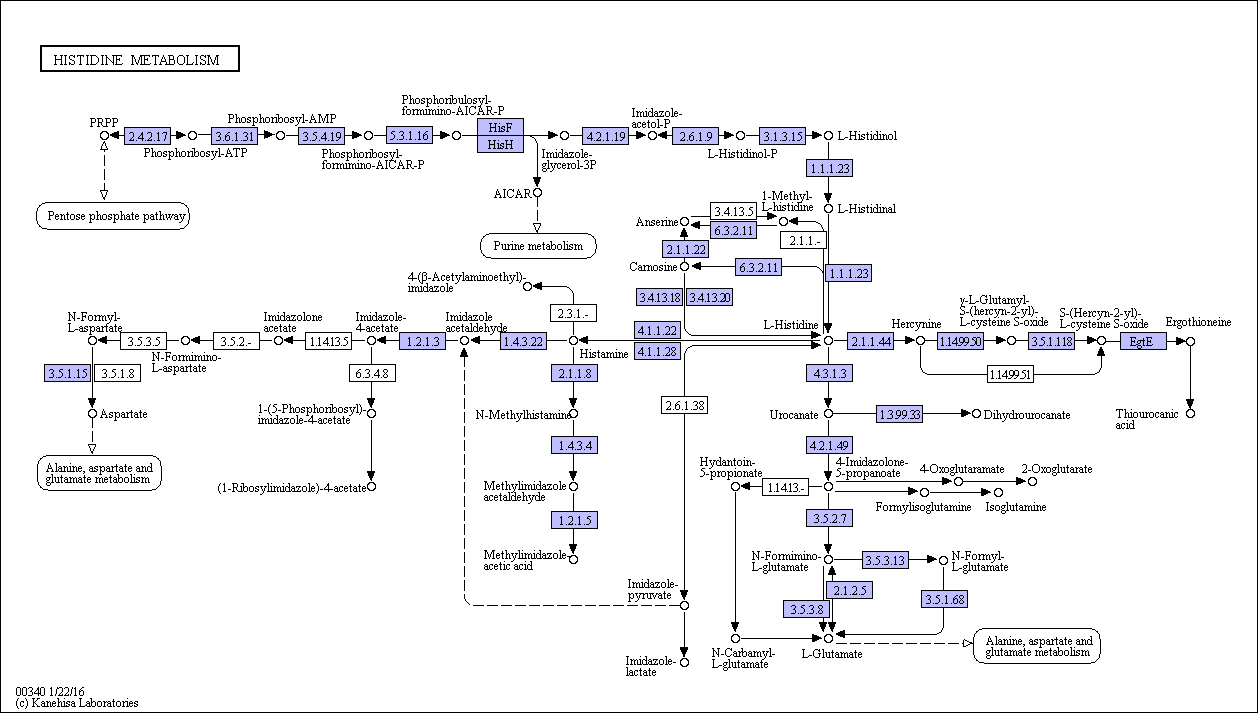 HISTIDINE METABOLISM
Phosphoribulosyl-
formimino-AICAR-P
PRPP
Phosphoribosyl-AMP
Imidazole-
acetol-P
2.4.2.17
3.6.1.31
3.5.4.19
5.3.1.16
HisF
HisH
4.2.1.19
2.6.1.9
3.1.3.15
L-Histidinol
Phosphoribosyl-ATP
Phosphoribosyl-
formimino-AICAR-P
Imidazole-
glycerol-3P
L-Histidinol-P
1.1.1.23
AICAR
Pentose phosphate pathway
Purine metabolism
1-Methyl-
L-histidine
L-Histidinal
Anserine
3.4.13.5
6.3.2.11
2.1.1.-
2.1.1.22
Carnosine
6.3.2.11
1.1.1.23
4-(β-Acetylaminoethyl)-
imidazole
3.4.13.18
3.4.13.20
2.3.1.-
N-Formyl-
L-aspartate
Imidazolone
acetate
Imidazole-
4-acetate
Imidazole
acetaldehyde
4.1.1.22
L-Histidine
Hercynine
γ-L-Glutamyl-
S-(hercyn-2-yl)-
L-cysteine S-oxide
S-(Hercyn-2-yl)-
L-cysteine S-oxide
Ergothioneine
3.5.3.5
3.5.2.-
1.14.13.5
1.2.1.3
1.4.3.22
Histamine
4.1.1.28
2.1.1.44
1.14.99.50
3.5.1.118
EgtE
N-Formimino-
L-aspartate
3.5.1.15
3.5.1.8
6.3.4.8
2.1.1.8
4.3.1.3
1.14.99.51
2.6.1.38
Aspartate
1-(5-Phosphoribosyl)-
imidazole-4-acetate
N-Methylhistamine
Urocanate
1.3.99.33
Dihydrourocanate
Thiourocanic
acid
1.4.3.4
4.2.1.49
Alanine, aspartate and
glutamate metabolism
(1-Ribosylimidazole)-4-acetate
Methylimidazole
acetaldehyde
Hydantoin-
5-propionate
4-Imidazolone-
5-propanoate
4-Oxoglutaramate
2-Oxoglutarate
1.14.13.-
Formylisoglutamine
Isoglutamine
1.2.1.5
3.5.2.7
Methylimidazole
acetic acid
N-Formimino-
L-glutamate
3.5.3.13
N-Formyl-
L-glutamate
Imidazole-
pyruvate
2.1.2.5
3.5.3.8
3.5.1.68
Imidazole-
lactate
N-Carbamyl-
L-glutamate
L-Glutamate
Alanine, aspartate and
glutamate metabolism
00340 1/22/16
(c) Kanehisa Laboratories